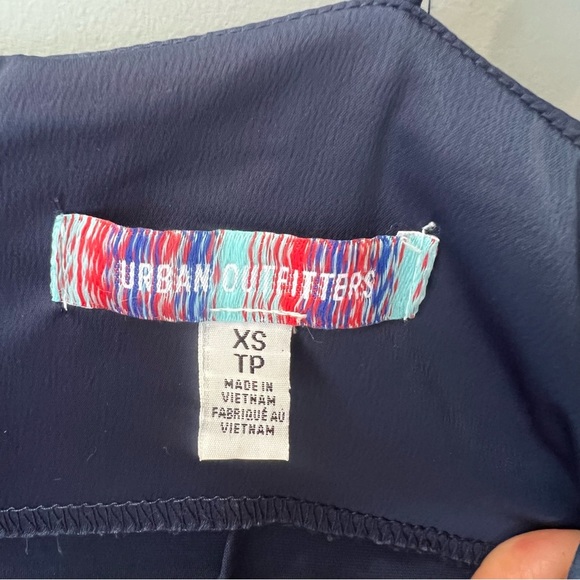 URBAN OUTFITTERS
XS
TP
MADE IN
VIETNAM
FABRIQUÉ AU
VIETNAM